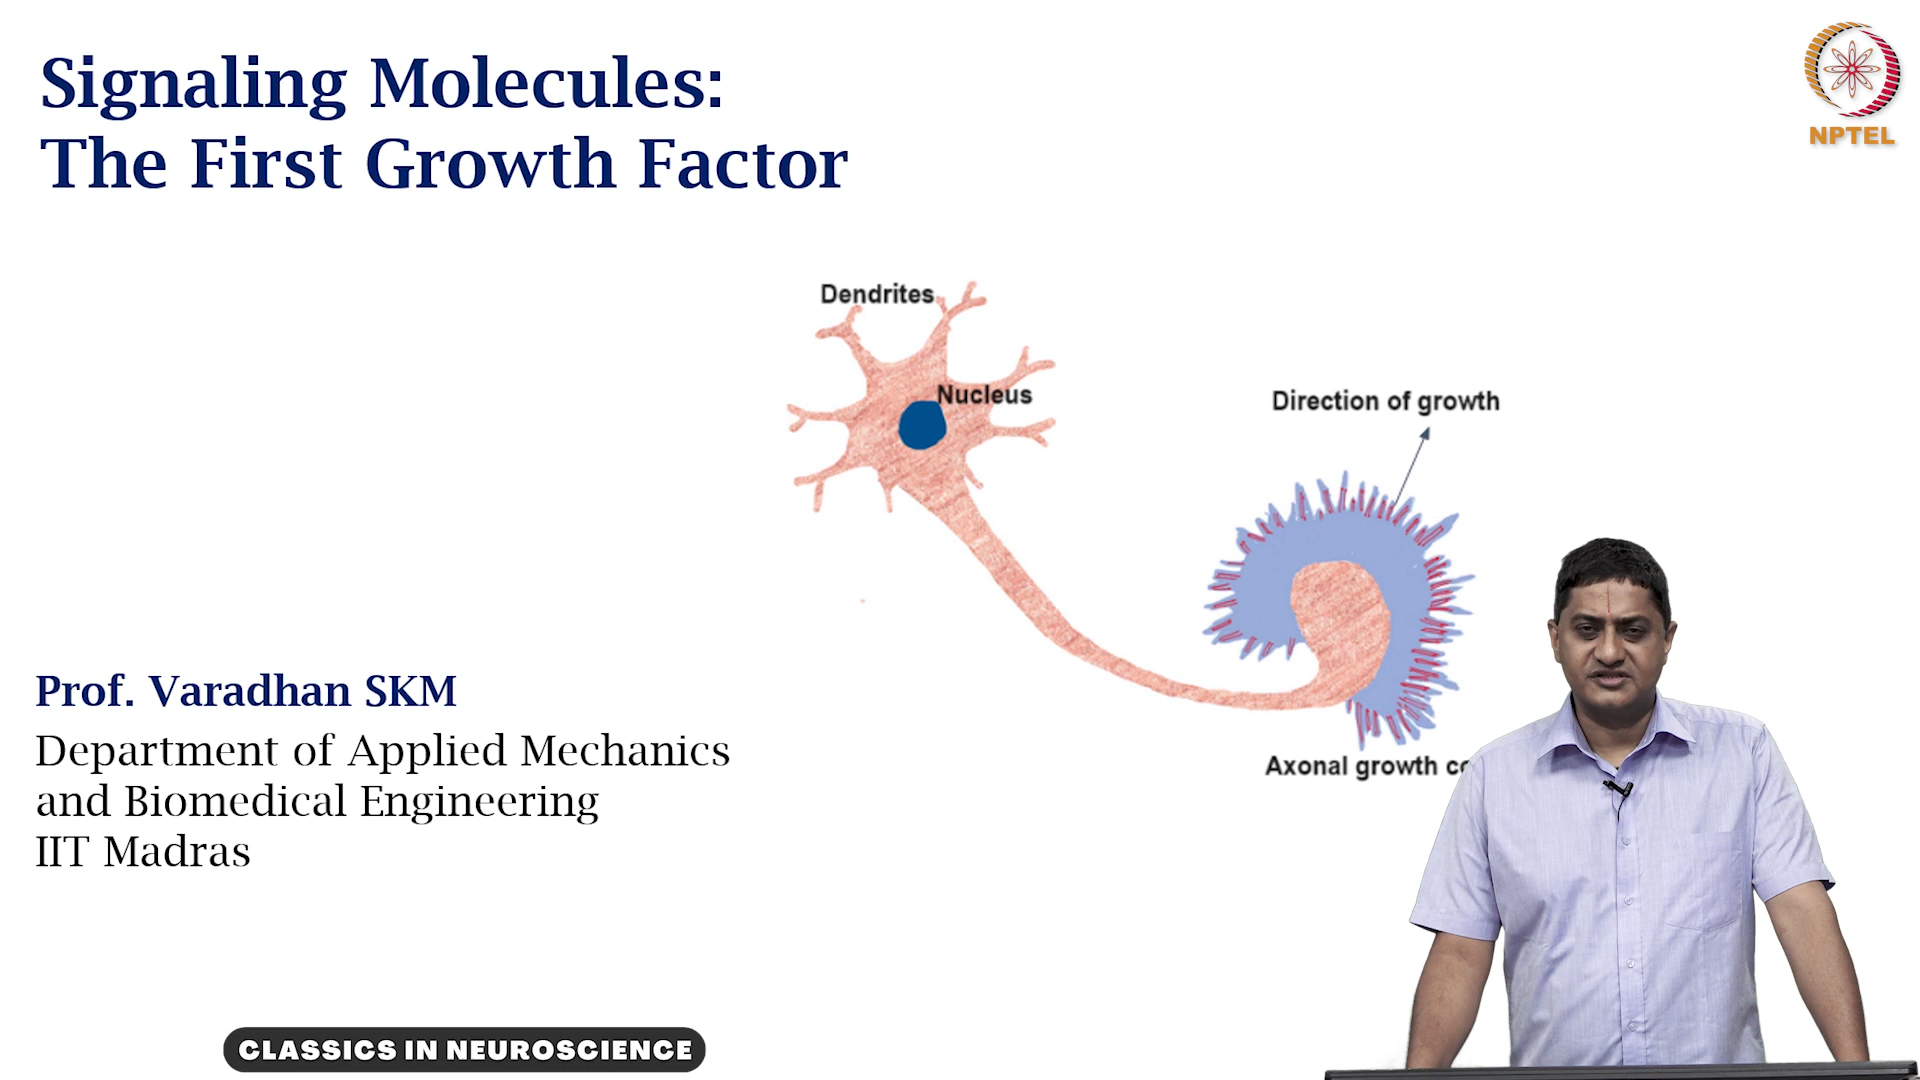 Signaling Molecules:
The First Growth Factor
NPTEL
Dendrites
Nucleus
Direction of growth
Axonal growth
Prof. Varadhan SKM
Department of Applied Mechanics
and Biomedical Engineering
IIT Madras
CLASSICS IN NEUROSCIENCE